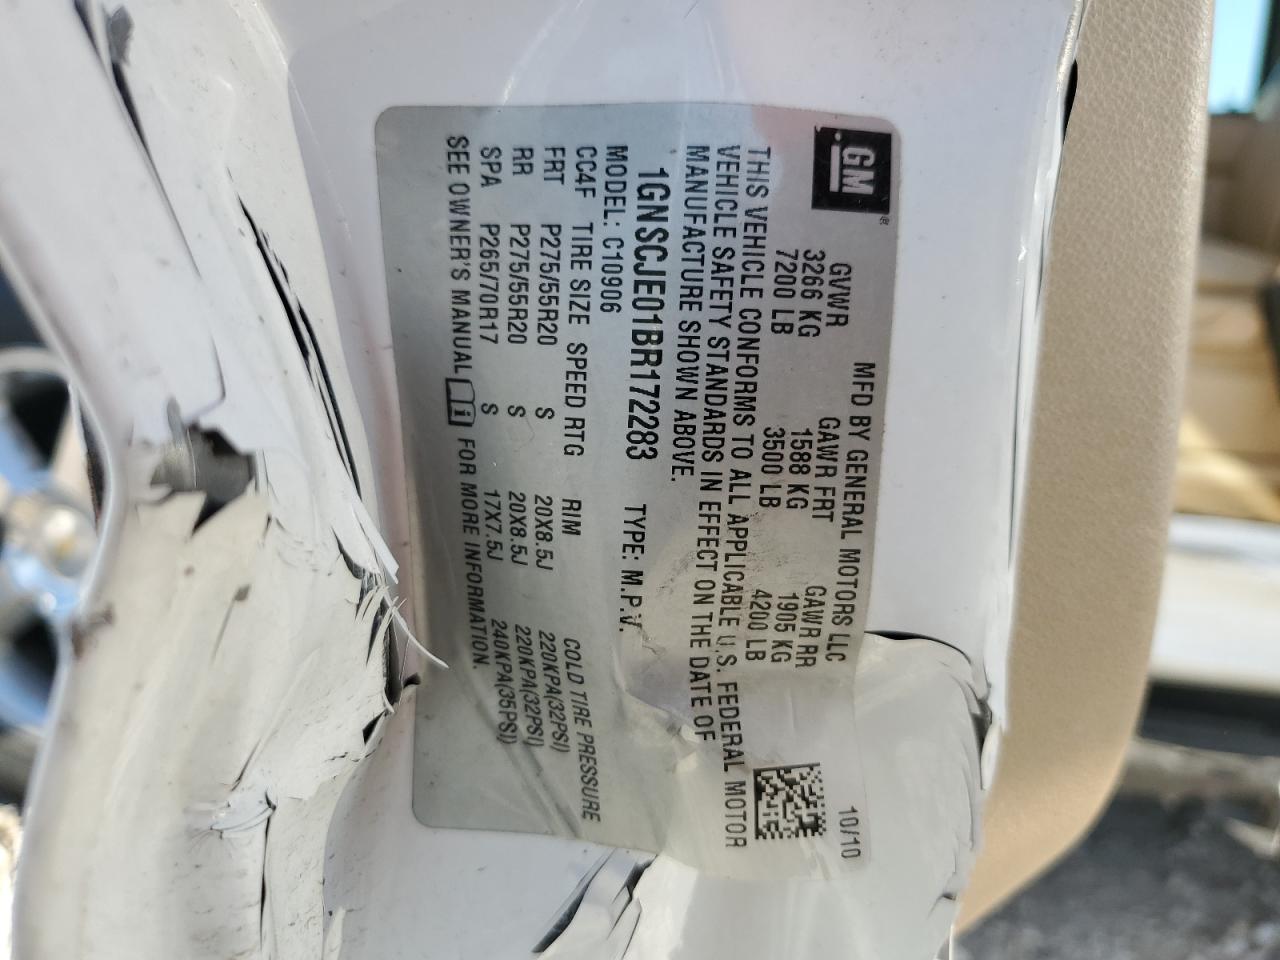 GM ®
MFD BY GENERAL MOTORS LLC 10/10
GVWR GAWR FRT GAWR RR
3266 KG 1588 KG 1905 KG
7200 LB 3500 LB 4200 LB
THIS VEHICLE CONFORMS TO ALL APPLICABLE U.S. FEDERAL MOTOR
VEHICLE SAFETY STANDARDS IN EFFECT ON THE DATE OF
MANUFACTURE SHOWN ABOVE.
1GNSCJE01BR172283 TYPE: M.P.V.
MODEL: C10906
CC4F TIRE SIZE SPEED RTG RIM COLD TIRE PRESSURE
FRT P275/55R20 S 20X8.5J 220KPA(32PSI)
RR P275/55R20 S 20X8.5J 220KPA(32PSI)
SPA P265/70R17 S 17X7.5J 240KPA(35PSI)
SEE OWNER'S MANUAL FOR MORE INFORMATION.